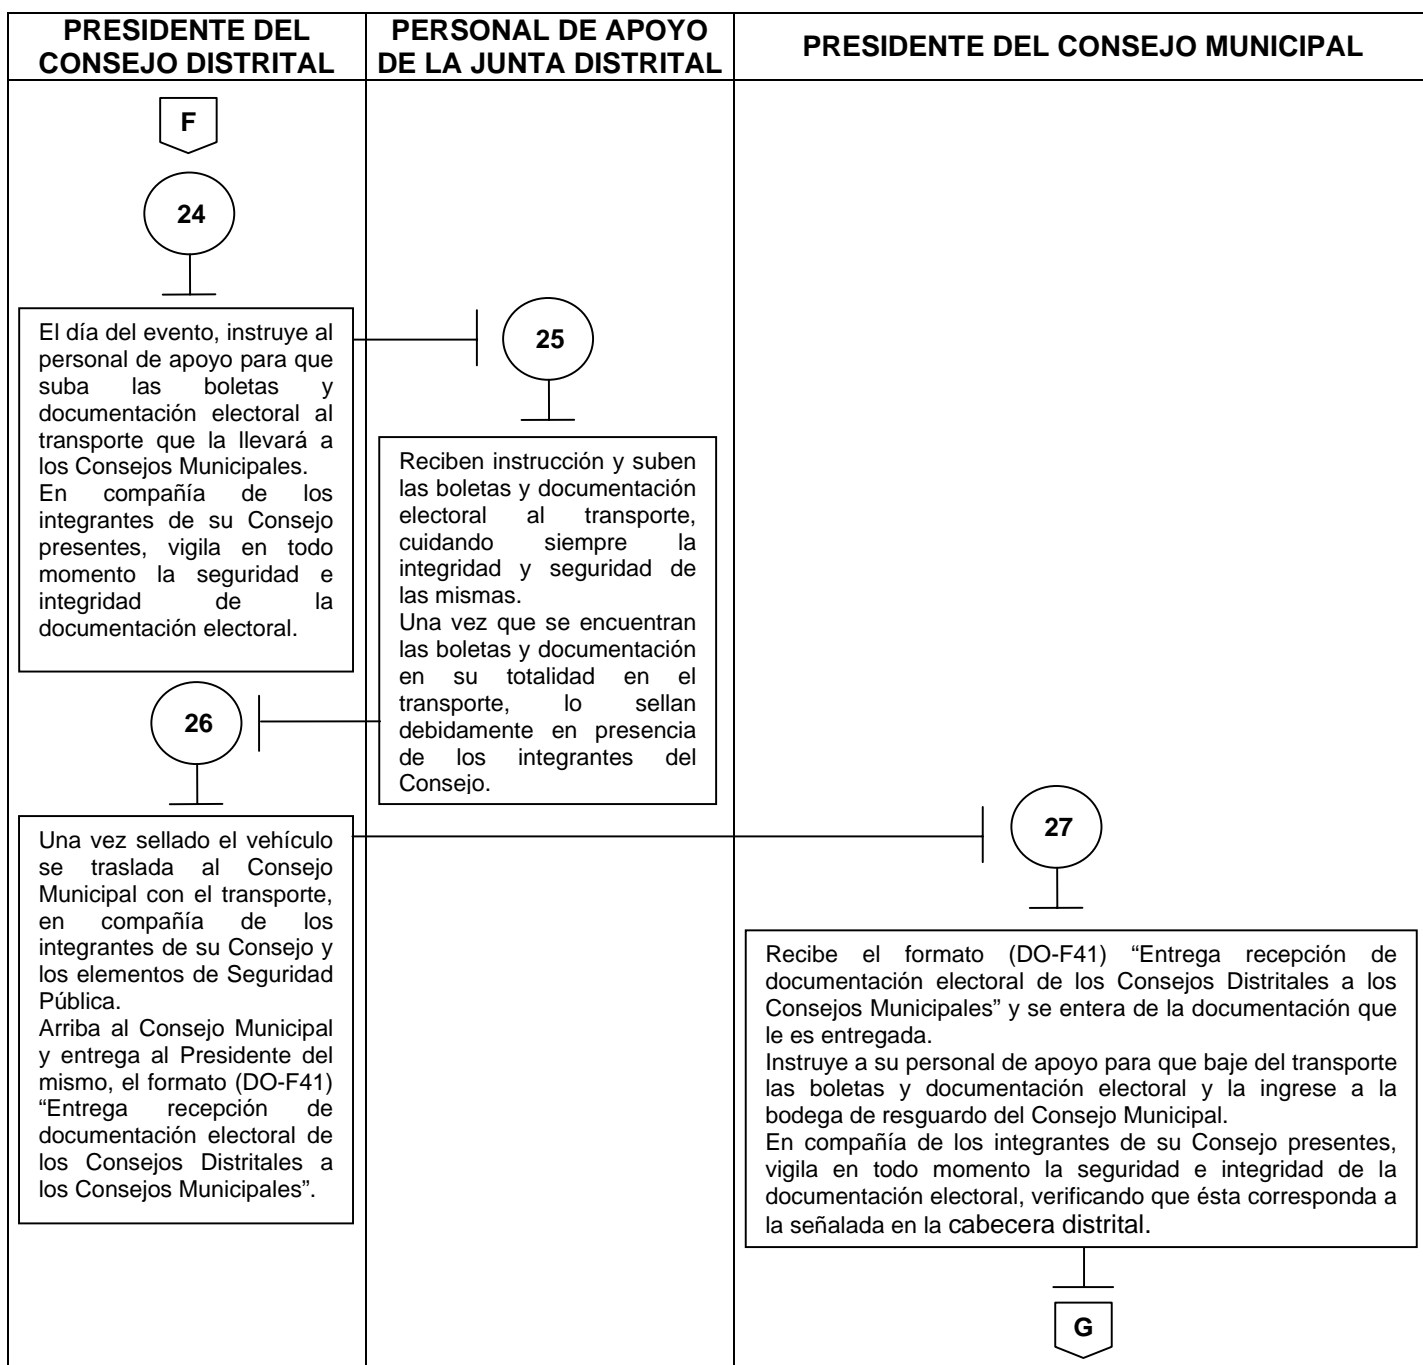 PRESIDENTE DEL
CONSEJO DISTRITAL
PERSONAL DE APOYO
DE LA JUNTA DISTRITAL
PRESIDENTE DEL CONSEJO MUNICIPAL
F
24
El día del evento, instruye al
personal de apoyo para que
suba las boletas y
documentación electoral al
transporte que la llevará a
los Consejos Municipales.
En compañía de los
integrantes de su Consejo
presentes, vigila en todo
momento la seguridad e
integridad de la
documentación electoral.
25
Reciben instrucción y suben
las boletas y documentación
electoral al transporte,
cuidando siempre la
integridad y seguridad de
las mismas.
Una vez que se encuentran
las boletas y documentación
en su totalidad en el
transporte, lo sellan
debidamente en presencia
de los integrantes del
Consejo.
26
Una vez sellado el vehículo
se traslada al Consejo
Municipal con el transporte,
en compañía de los
integrantes de su Consejo y
los elementos de Seguridad
Pública.
Arriba al Consejo Municipal
y entrega al Presidente del
mismo, el formato (DO-F41)
“Entrega recepción de
documentación electoral de
los Consejos Distritales a
los Consejos Municipales”.
27
Recibe el formato (DO-F41) “Entrega recepción de
documentación electoral de los Consejos Distritales a los
Consejos Municipales” y se entera de la documentación que
le es entregada.
Instruye a su personal de apoyo para que baje del transporte
las boletas y documentación electoral y la ingrese a la
bodega de resguardo del Consejo Municipal.
En compañía de los integrantes de su Consejo presentes,
vigila en todo momento la seguridad e integridad de la
documentación electoral, verificando que ésta corresponda a
la señalada en la cabecera distrital.
G